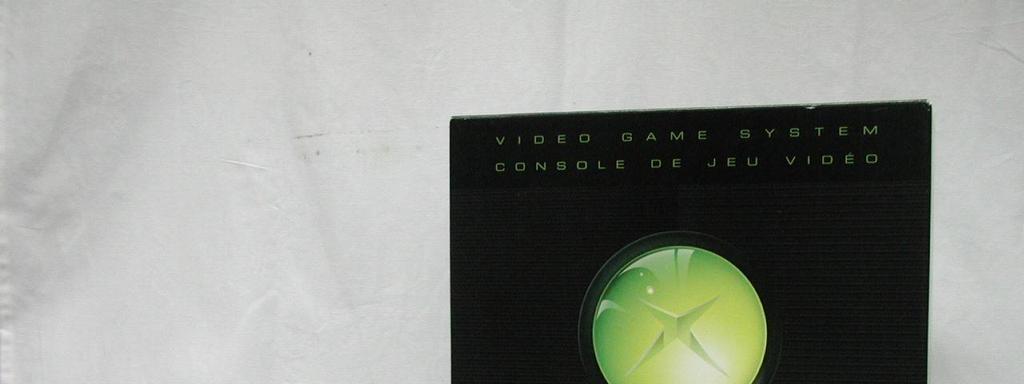 VIDEO GAME SYSTEM
CONSOLE DE JEU VIDÉO